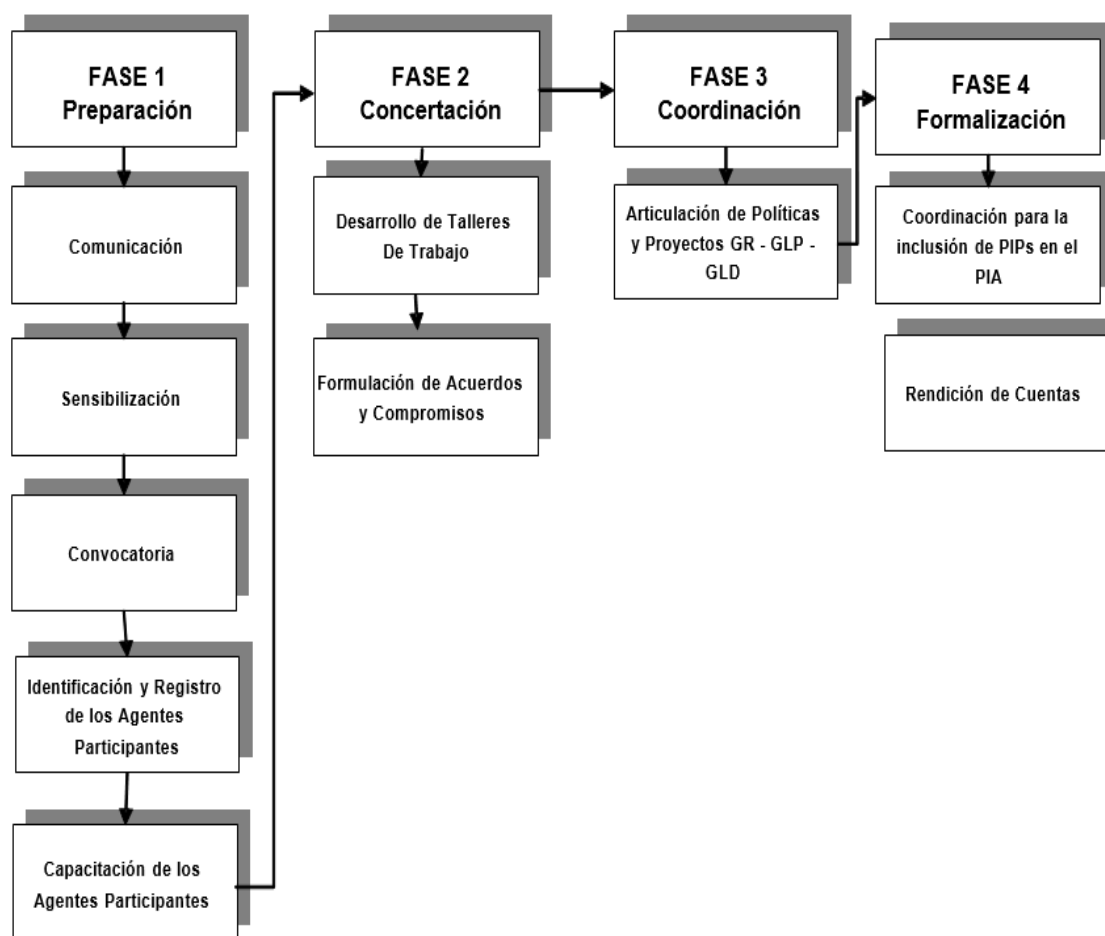 FASE 1
Preparación
Comunicación
Sensibilización
Convocatoria
Identificación y Registro
de los Agentes
Participantes
Capacitación de los
Agentes Participantes
FASE 2
Concertación
Desarrollo de Talleres
De Trabajo
Formulación de Acuerdos
y Compromisos
FASE 3
Coordinación
Articulación de Políticas
y Proyectos GR - GLP -
GLD
FASE 4
Formalización
Coordinación para la
inclusión de PIPs en el
PIA
Rendición de Cuentas